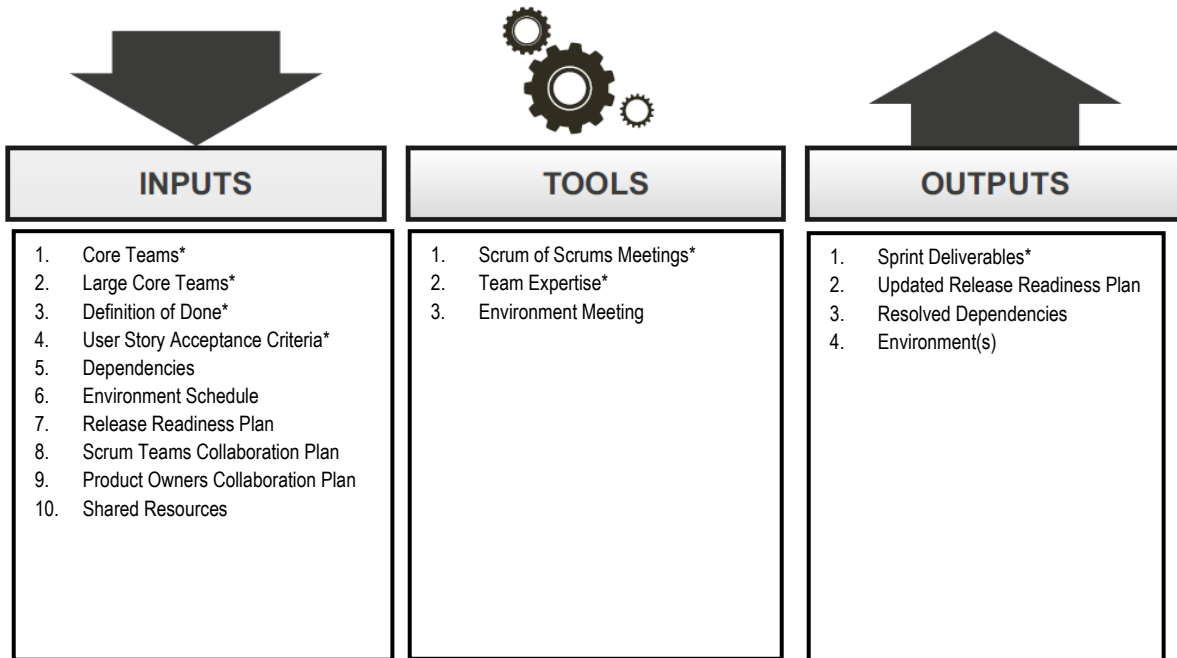 INPUTS
1. Core Teams*
2. Large Core Teams*
3. Definition of Done*
4. User Story Acceptance Criteria*
5. Dependencies
6. Environment Schedule
7. Release Readiness Plan
8. Scrum Teams Collaboration Plan
9. Product Owners Collaboration Plan
10. Shared Resources
TOOLS
1. Scrum of Scrums Meetings*
2. Team Expertise*
3. Environment Meeting
OUTPUTS
1. Sprint Deliverables*
2. Updated Release Readiness Plan
3. Resolved Dependencies
4. Environment(s)